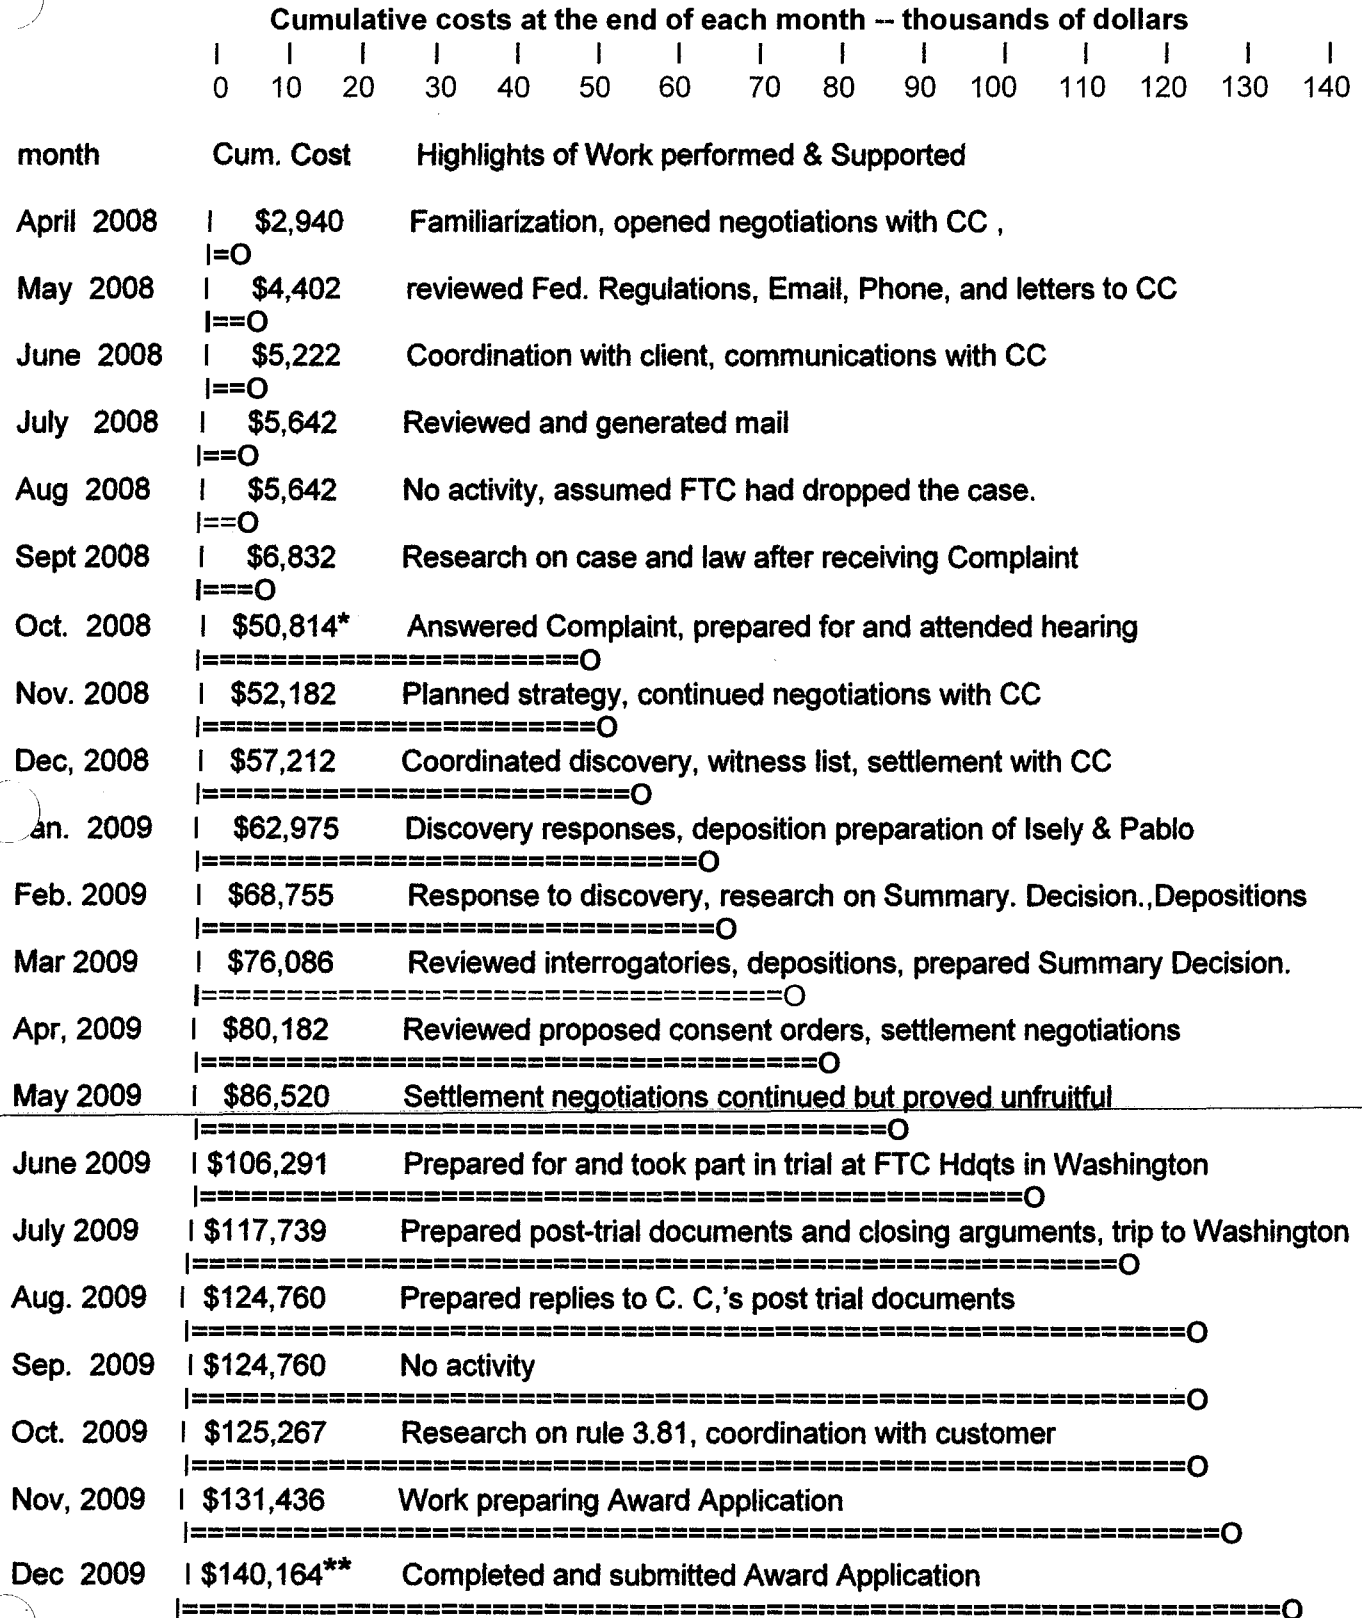 Cumulative costs at the end of each month -- thousands of dollars
| | | | | | | | | | | | | | |
0 10 20 30 40 50 60 70 80 90 100 110 120 130 140
month Cum. Cost Highlights of Work performed & Supported
April 2008 | $2,940 Familiarization, opened negotiations with CC ,
|=O
May 2008 | $4,402 reviewed Fed. Regulations, Email, Phone, and letters to CC
|==O
June 2008 | $5,222 Coordination with client, communications with CC
|==O
July 2008 | $5,642 Reviewed and generated mail
|==O
Aug 2008 | $5,642 No activity, assumed FTC had dropped the case.
|==O
Sept 2008 | $6,832 Research on case and law after receiving Complaint
|===O
Oct. 2008 | $50,814* Answered Complaint, prepared for and attended hearing
|======================O
Nov. 2008 | $52,182 Planned strategy, continued negotiations with CC
|=======================O
Dec, 2008 | $57,212 Coordinated discovery, witness list, settlement with CC
|=========================O
an. 2009 | $62,975 Discovery responses, deposition preparation of Isely & Pablo
|=============================O
Feb. 2009 | $68,755 Response to discovery, research on Summary. Decision.,Depositions
|==============================O
Mar 2009 | $76,086 Reviewed interrogatories, depositions, prepared Summary Decision.
|==================================O
Apr, 2009 | $80,182 Reviewed proposed consent orders, settlement negotiations
|====================================O
May 2009 | $86,520 Settlement negotiations continued but proved unfruitful
|========================================O
June 2009 | $106,291 Prepared for and took part in trial at FTC Hdqts in Washington
|================================================O
July 2009 | $117,739 Prepared post-trial documents and closing arguments, trip to Washington
|======================================================O
Aug. 2009 | $124,760 Prepared replies to C. C,'s post trial documents
|==========================================================O
Sep. 2009 | $124,760 No activity
|==========================================================O
Oct. 2009 | $125,267 Research on rule 3.81, coordination with customer
|==========================================================O
Nov, 2009 | $131,436 Work preparing Award Application
|============================================================O
Dec 2009 | $140,164** Completed and submitted Award Application
|================================================================O